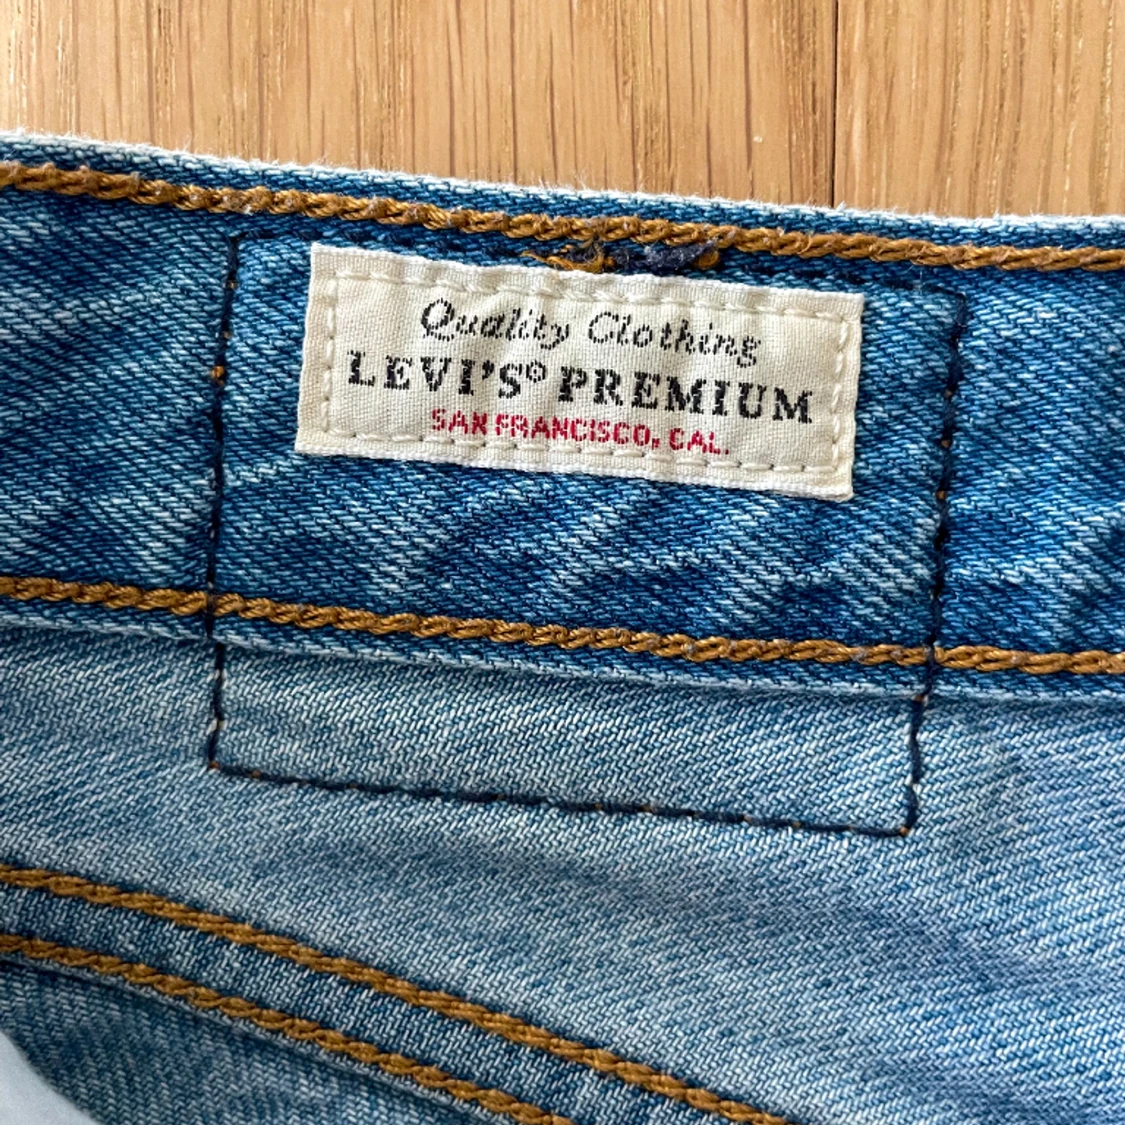 Quality Clothing
LEVI'S® PREMIUM
SAN FRANCISCO, CAL.